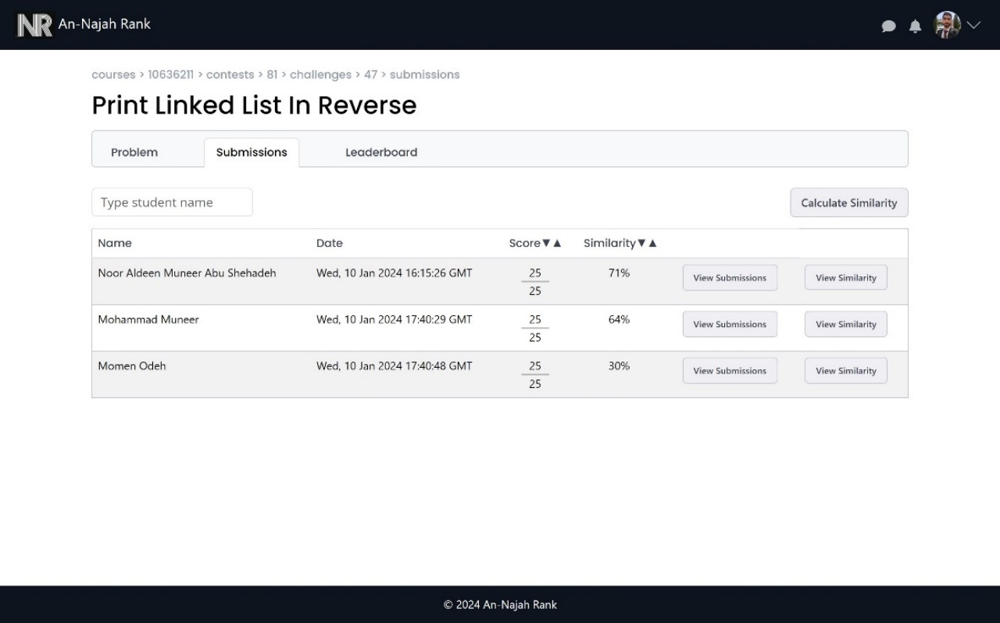 NR An-Najah Rank
courses > 10636211 > contests > 81 > challenges > 47 > submissions
Print Linked List In Reverse
Problem Submissions Leaderboard
Type student name Calculate Similarity
Name Date Score▼▲ Similarity▼▲
Noor Aldeen Muneer Abu Shehadeh Wed, 10 Jan 2024 16:15:26 GMT 25 71% View Submissions View Similarity
25
Mohammad Muneer Wed, 10 Jan 2024 17:40:29 GMT 25 64% View Submissions View Similarity
25
Momen Odeh Wed, 10 Jan 2024 17:40:48 GMT 25 30% View Submissions View Similarity
25
© 2024 An-Najah Rank